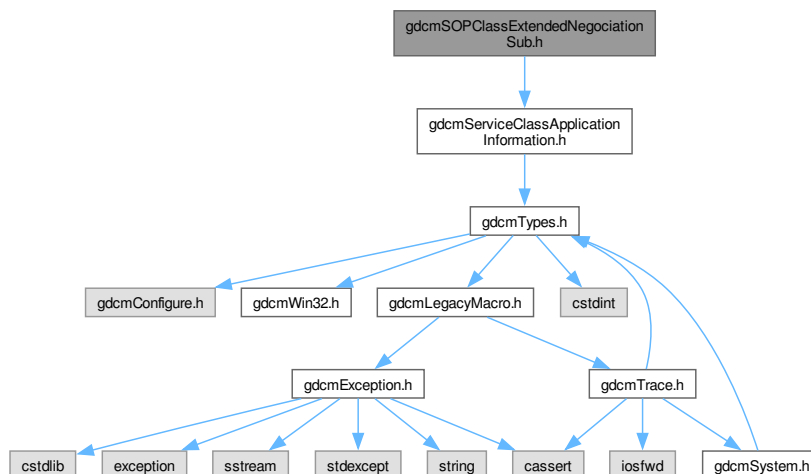 gdcmSOPClassExtendedNegociation
Sub.h
gdcmServiceClassApplication
Information.h
gdcmTypes.h
gdcmConfigure.h
gdcmWin32.h
gdcmLegacyMacro.h
cstdint
gdcmException.h
gdcmTrace.h
cstdlib
exception
sstream
stdexcept
string
cassert
iosfwd
gdcmSystem.h